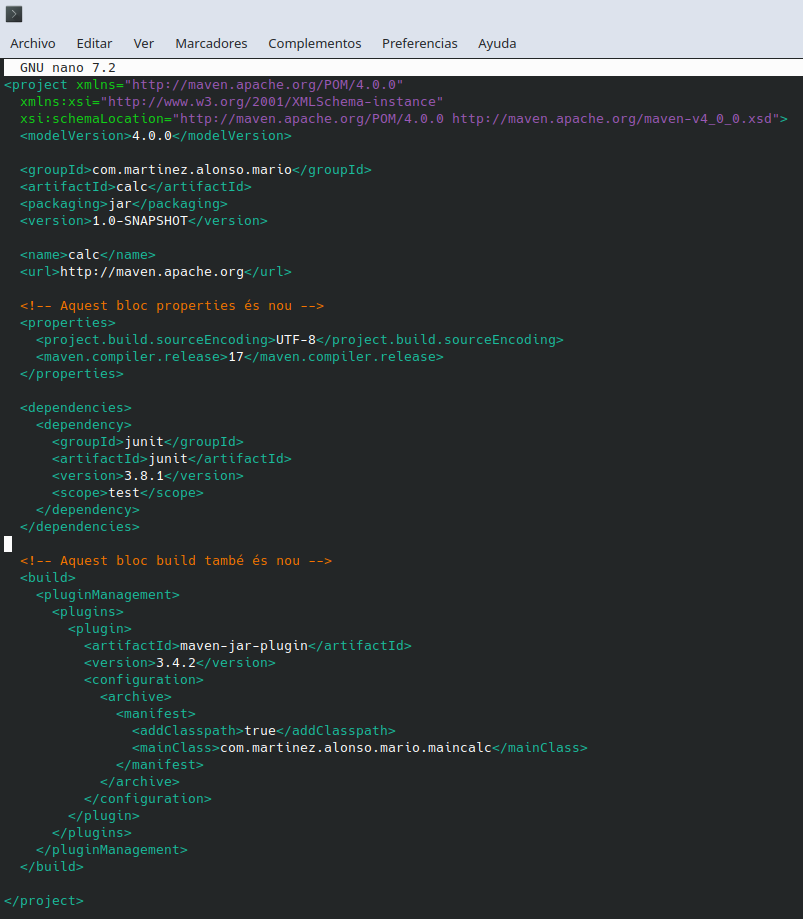 Archivo Editar Ver Marcadores Complementos Preferencias Ayuda
GNU nano 7.2
<project xmlns="http://maven.apache.org/POM/4.0.0"
  xmlns:xsi="http://www.w3.org/2001/XMLSchema-instance"
  xsi:schemaLocation="http://maven.apache.org/POM/4.0.0 http://maven.apache.org/maven-v4_0_0.xsd">
  <modelVersion>4.0.0</modelVersion>

  <groupId>com.martinez.alonso.mario</groupId>
  <artifactId>calc</artifactId>
  <packaging>jar</packaging>
  <version>1.0-SNAPSHOT</version>

  <name>calc</name>
  <url>http://maven.apache.org</url>

  <!-- Aquest bloc properties és nou -->
  <properties>
    <project.build.sourceEncoding>UTF-8</project.build.sourceEncoding>
    <maven.compiler.release>17</maven.compiler.release>
  </properties>

  <dependencies>
    <dependency>
      <groupId>junit</groupId>
      <artifactId>junit</artifactId>
      <version>3.8.1</version>
      <scope>test</scope>
    </dependency>
  </dependencies>

  <!-- Aquest bloc build també és nou -->
  <build>
    <pluginManagement>
      <plugins>
        <plugin>
          <artifactId>maven-jar-plugin</artifactId>
          <version>3.4.2</version>
          <configuration>
            <archive>
              <manifest>
                <addClasspath>true</addClasspath>
                <mainClass>com.martinez.alonso.mario.maincalc</mainClass>
              </manifest>
            </archive>
          </configuration>
        </plugin>
      </plugins>
    </pluginManagement>
  </build>

</project>